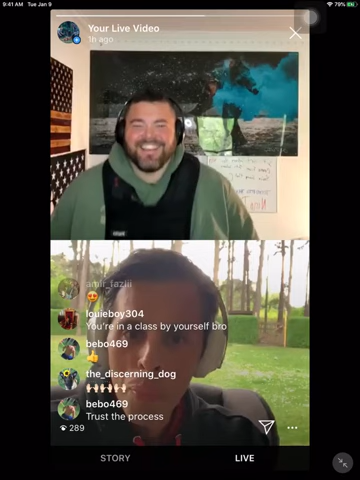 9:41 AM Tue Jan 9
79%
Your Live Video
1h ago
amir_fazlii
😍
louieboy304
You're in a class by yourself bro
bebo469
👍
the_discerning_dog
🙌🏻🙌🏻🙌🏻🙌🏻
bebo469
Trust the process
289
STORY LIVE